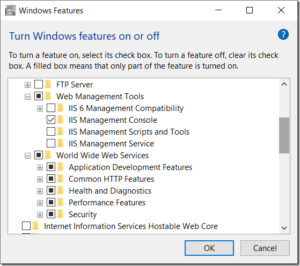 Windows Features
Turn Windows features on or off
To turn a feature on, select its check box. To turn a feature off, clear its check
box. A filled box means that only part of the feature is turned on.
FTP Server
Web Management Tools
IIS 6 Management Compatibility
IIS Management Console
IIS Management Scripts and Tools
IIS Management Service
World Wide Web Services
Application Development Features
Common HTTP Features
Health and Diagnostics
Performance Features
Security
Internet Information Services Hostable Web Core
OK Cancel